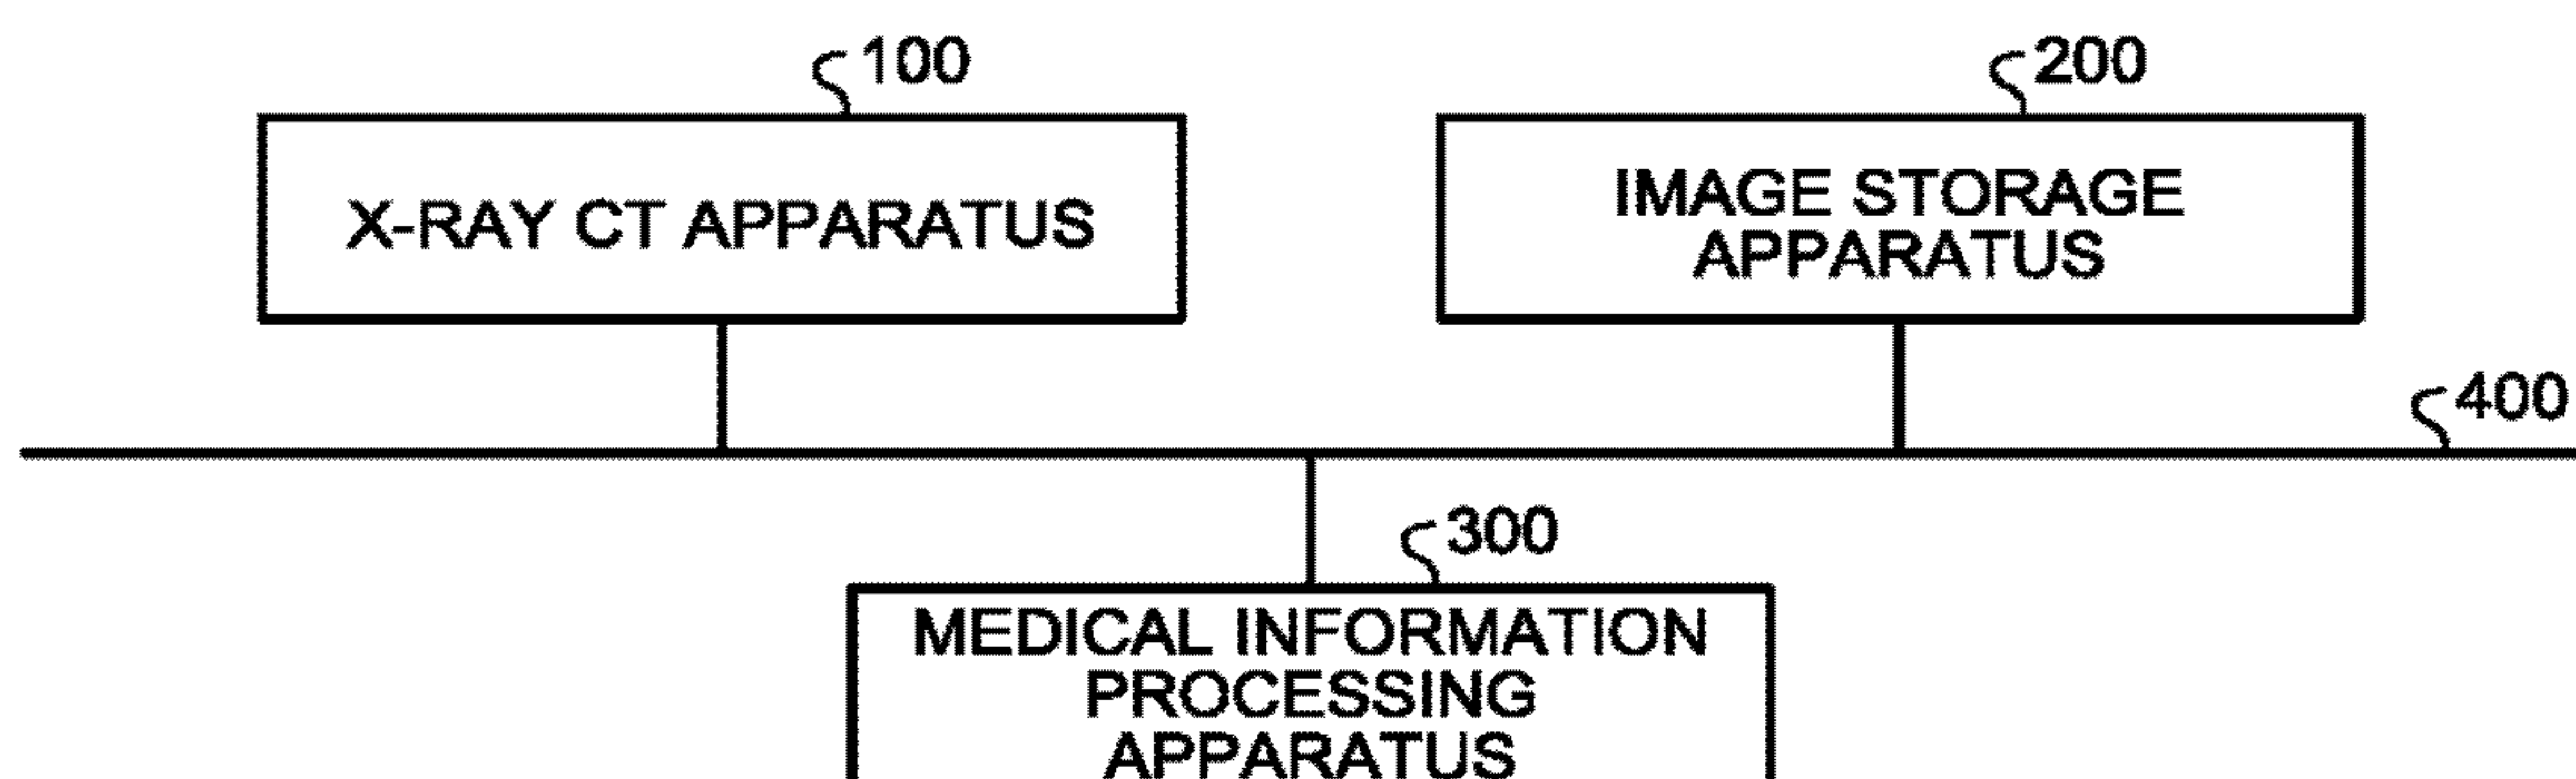 100
200
X-RAY CT APPARATUS
IMAGE STORAGE
APPARATUS
400
300
MEDICAL INFORMATION
PROCESSING
APPARATUS